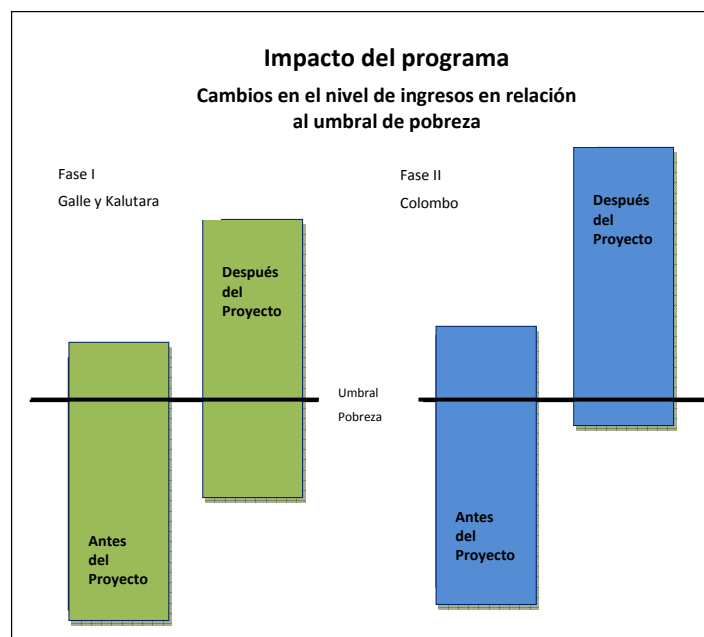 Impacto del programa
Cambios en el nivel de ingresos en relación
al umbral de pobreza
Fase I
Galle y Kalutara
Fase II
Colombo
Después
del
Proyecto
Después
del
Proyecto
Umbral
Pobreza
Antes
del
Proyecto
Antes
del
Proyecto